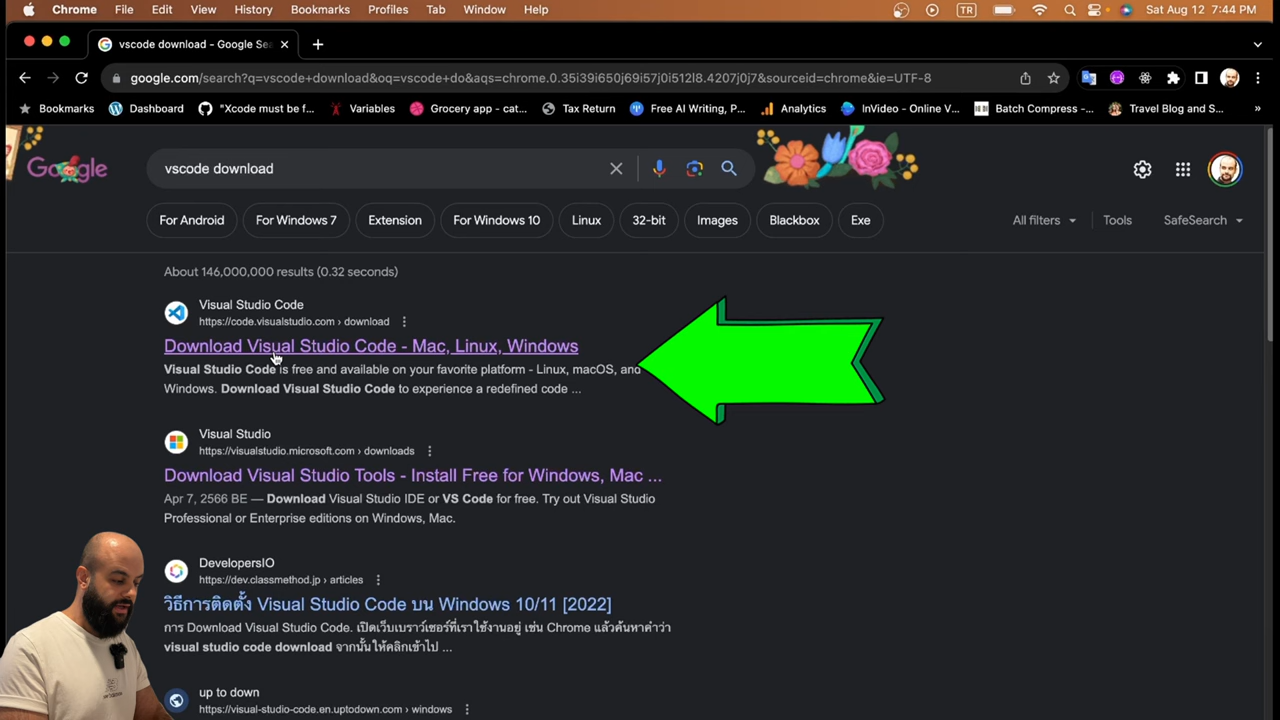 Chrome File Edit View History Bookmarks Profiles Tab Window Help TR Sat Aug 12 7:44 PM
vscode download - Google Sea
google.com/search?q=vscode+download&oq=vscode+do&aqs=chrome.0.35i39i650j69i57j0i512l8.4207j0j7&sourceid=chrome&ie=UTF-8
Bookmarks Dashboard "Xcode must be f... Variables Grocery app - cat... Tax Return Free AI Writing, P... Analytics InVideo - Online V... Batch Compress -... Travel Blog and S... »
Google vscode download
For Android For Windows 7 Extension For Windows 10 Linux 32-bit Images Blackbox Exe All filters Tools SafeSearch
About 146,000,000 results (0.32 seconds)
Visual Studio Code
https://code.visualstudio.com › download
Download Visual Studio Code - Mac, Linux, Windows
Visual Studio Code is free and available on your favorite platform - Linux, macOS, and
Windows. Download Visual Studio Code to experience a redefined code ...
Visual Studio
https://visualstudio.microsoft.com › downloads
Download Visual Studio Tools - Install Free for Windows, Mac ...
Apr 7, 2566 BE — Download Visual Studio IDE or VS Code for free. Try out Visual Studio
Professional or Enterprise editions on Windows, Mac.
DevelopersIO
https://dev.classmethod.jp › articles
วิธีการติดตั้ง Visual Studio Code บน Windows 10/11 [2022]
การ Download Visual Studio Code. เปิดเว็บเบราว์เซอร์ที่เราใช้งานอยู่ เช่น Chrome แล้วค้นหาคำว่า
visual studio code download จากนั้นให้คลิกเข้าไป ...
up to down
https://visual-studio-code.en.uptodown.com › windows